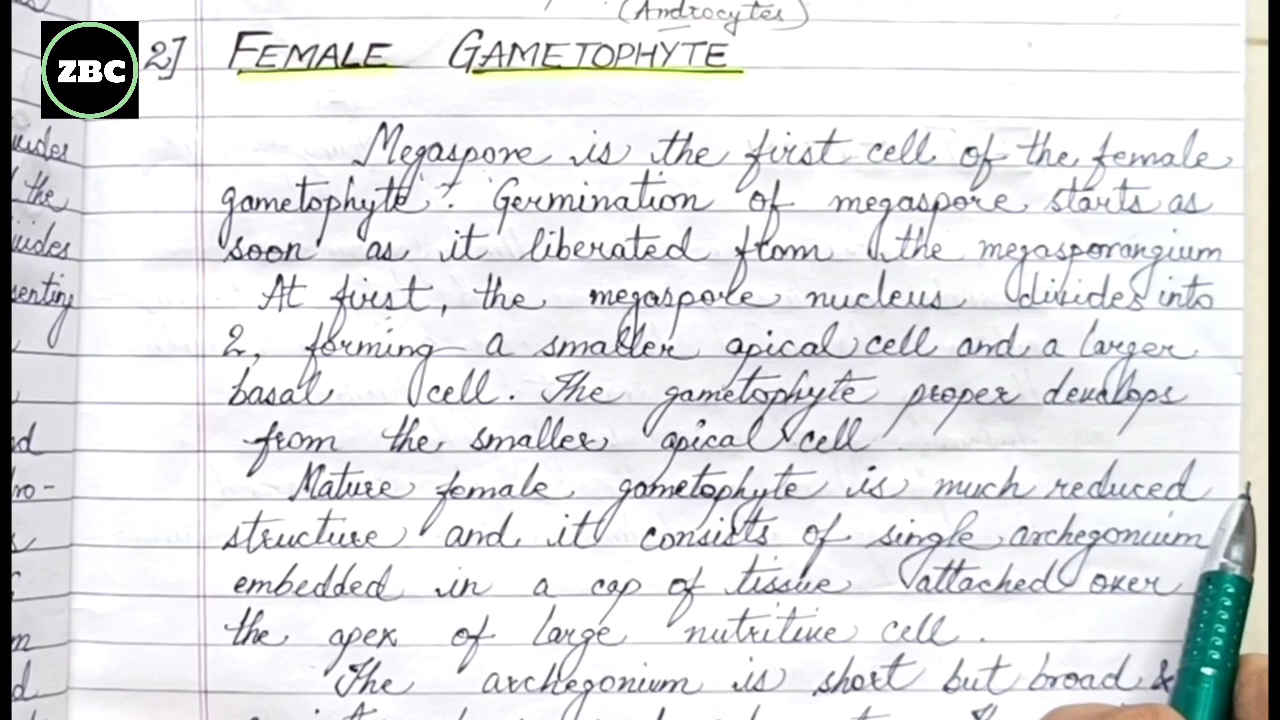 (Androcytes)
ZBC
2] FEMALE GAMETOPHYTE
Megaspore is the first cell of the female
gametophyte. Germination of megaspore starts as
soon as it liberated from the megasporangium
At first, the megaspore nucleus divides into
2, forming a smaller apical cell and a larger
basal cell. The gametophyte proper develops
from the smaller apical cell
Mature female gametophyte is much reduced
structure and it consists of single archegonium
embedded in a cap of tissue attached over
the apex of large nutritive cell.
The archegonium is short but broad &